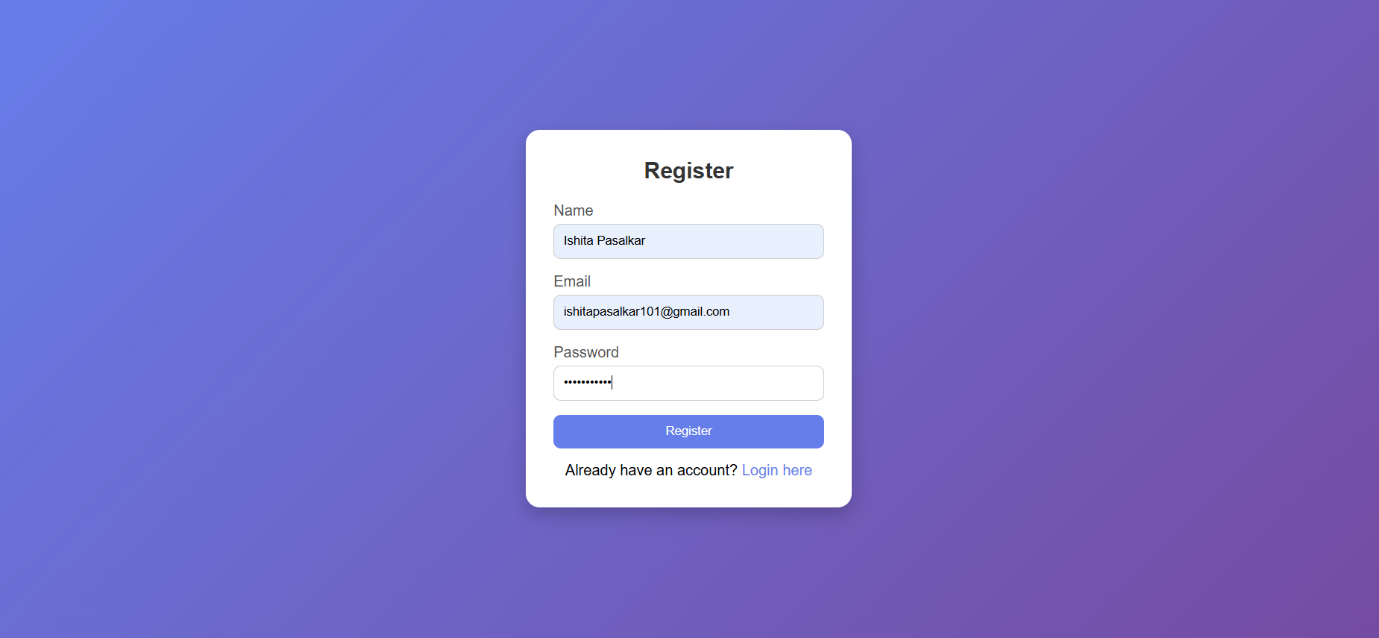 Register
Name
Ishita Pasalkar
Email
ishitapasalkar101@gmail.com
Password
•••••••••••
Register
Already have an account? Login here